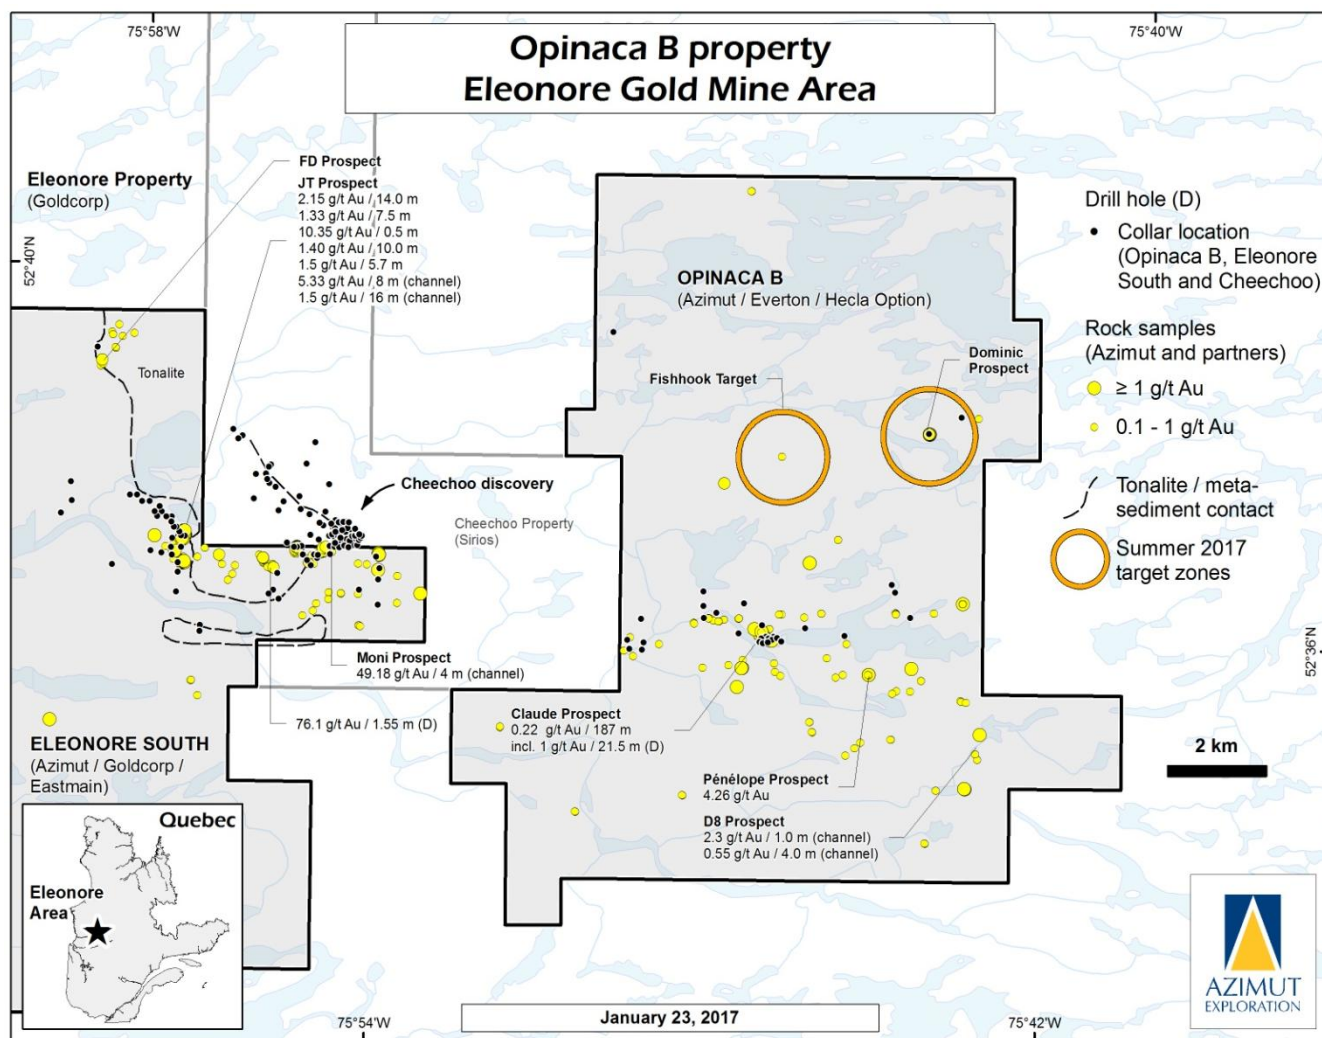 75°58'W
75°40'W
Opinaca B property
Eleonore Gold Mine Area
FD Prospect
JT Prospect
2.15 g/t Au / 14.0 m
1.33 g/t Au / 7.5 m
10.35 g/t Au / 0.5 m
1.40 g/t Au / 10.0 m
1.5 g/t Au / 5.7 m
5.33 g/t Au / 8 m (channel)
1.5 g/t Au / 16 m (channel)
Eleonore Property
(Goldcorp)
52°40'N
Tonalite
OPINACA B
(Azimut / Everton / Hecla Option)
Dominic
Prospect
Fishhook Target
Cheechoo discovery
Cheechoo Property
(Sirios)
Drill hole (D)
Collar location
(Opinaca B, Eleonore
South and Cheechoo)
Rock samples
(Azimut and partners)
≥ 1 g/t Au
0.1 - 1 g/t Au
Tonalite / meta-
sediment contact
Summer 2017
target zones
52°36'N
Moni Prospect
49.18 g/t Au / 4 m (channel)
76.1 g/t Au / 1.55 m (D)
Claude Prospect
0.22 g/t Au / 187 m
incl. 1 g/t Au / 21.5 m (D)
ELEONORE SOUTH
(Azimut / Goldcorp /
Eastmain)
Pénélope Prospect
4.26 g/t Au
D8 Prospect
2.3 g/t Au / 1.0 m (channel)
0.55 g/t Au / 4.0 m (channel)
2 km
Quebec
Eleonore
Area
AZIMUT
EXPLORATION
75°54'W
January 23, 2017
75°42'W